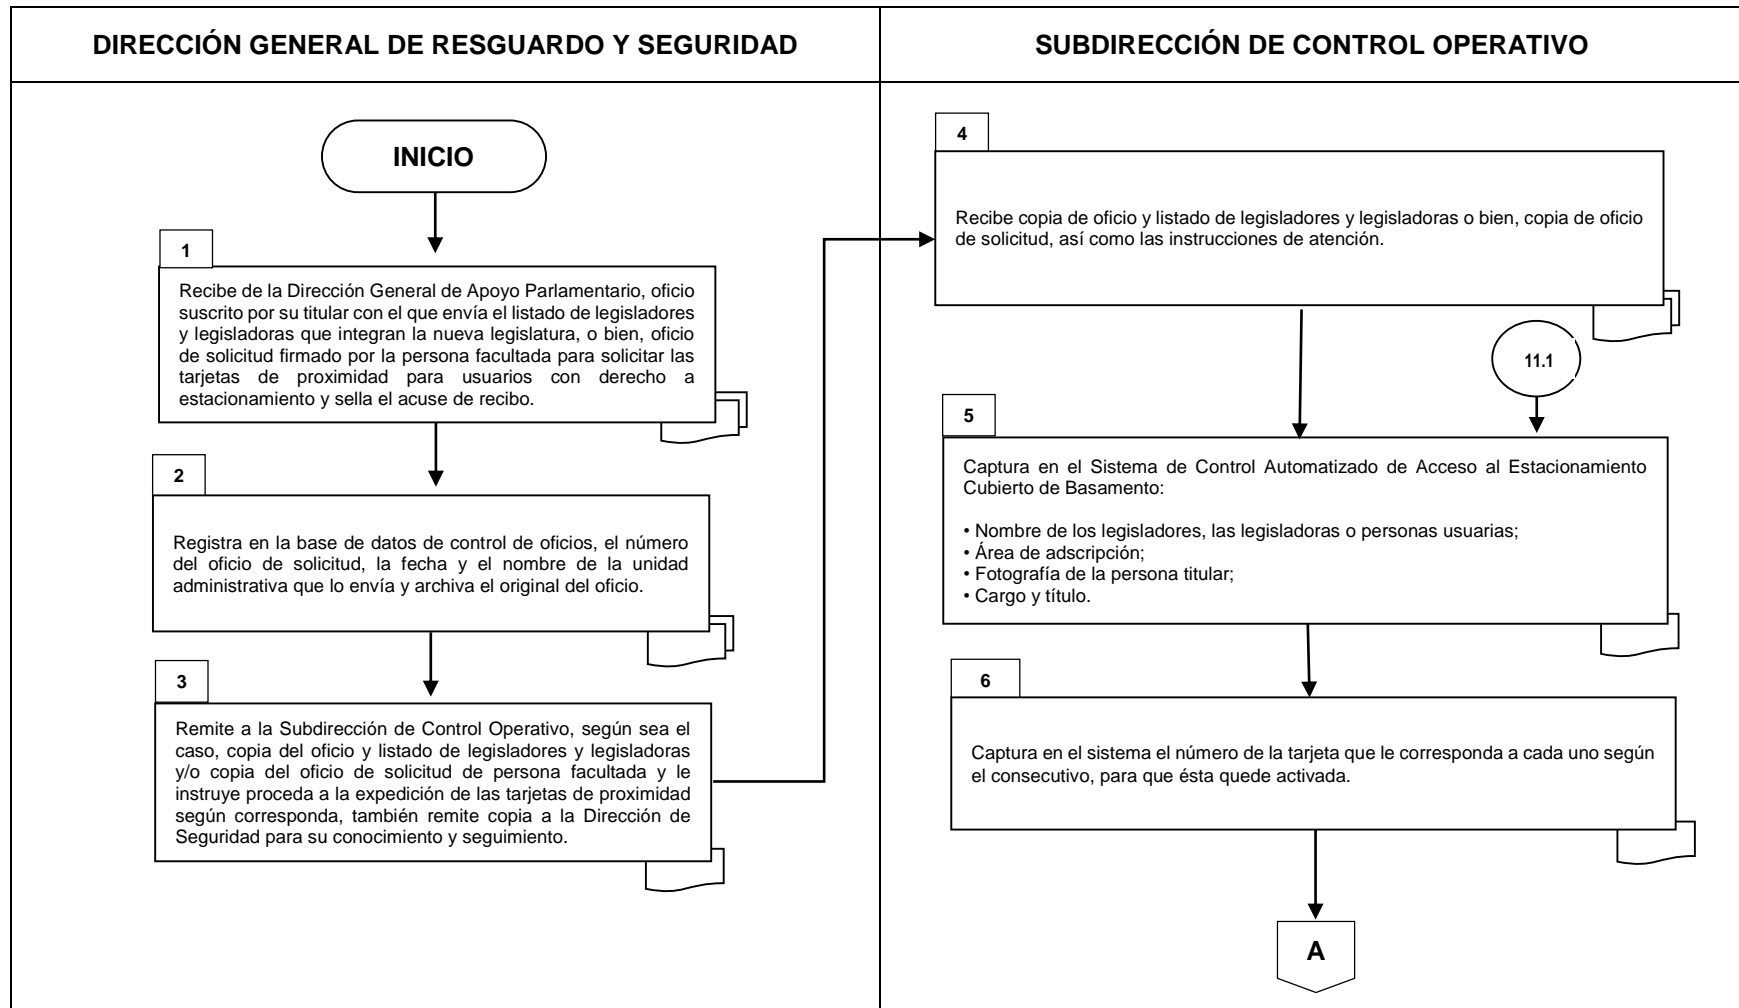 DIRECCIÓN GENERAL DE RESGUARDO Y SEGURIDAD
SUBDIRECCIÓN DE CONTROL OPERATIVO
INICIO
1
Recibe de la Dirección General de Apoyo Parlamentario, oficio
suscrito por su titular con el que envía el listado de legisladores
y legisladoras que integran la nueva legislatura, o bien, oficio
de solicitud firmado por la persona facultada para solicitar las
tarjetas de proximidad para usuarios con derecho a
estacionamiento y sella el acuse de recibo.
2
Registra en la base de datos de control de oficios, el número
del oficio de solicitud, la fecha y el nombre de la unidad
administrativa que lo envía y archiva el original del oficio.
3
Remite a la Subdirección de Control Operativo, según sea el
caso, copia del oficio y listado de legisladores y legisladoras
y/o copia del oficio de solicitud de persona facultada y le
instruye proceda a la expedición de las tarjetas de proximidad
según corresponda, también remite copia a la Dirección de
Seguridad para su conocimiento y seguimiento.
4
Recibe copia de oficio y listado de legisladores y legisladoras o bien, copia de oficio
de solicitud, así como las instrucciones de atención.
11.1
5
Captura en el Sistema de Control Automatizado de Acceso al Estacionamiento
Cubierto de Basamento:
• Nombre de los legisladores, las legisladoras o personas usuarias;
• Área de adscripción;
• Fotografía de la persona titular;
• Cargo y título.
6
Captura en el sistema el número de la tarjeta que le corresponda a cada uno según
el consecutivo, para que ésta quede activada.
A